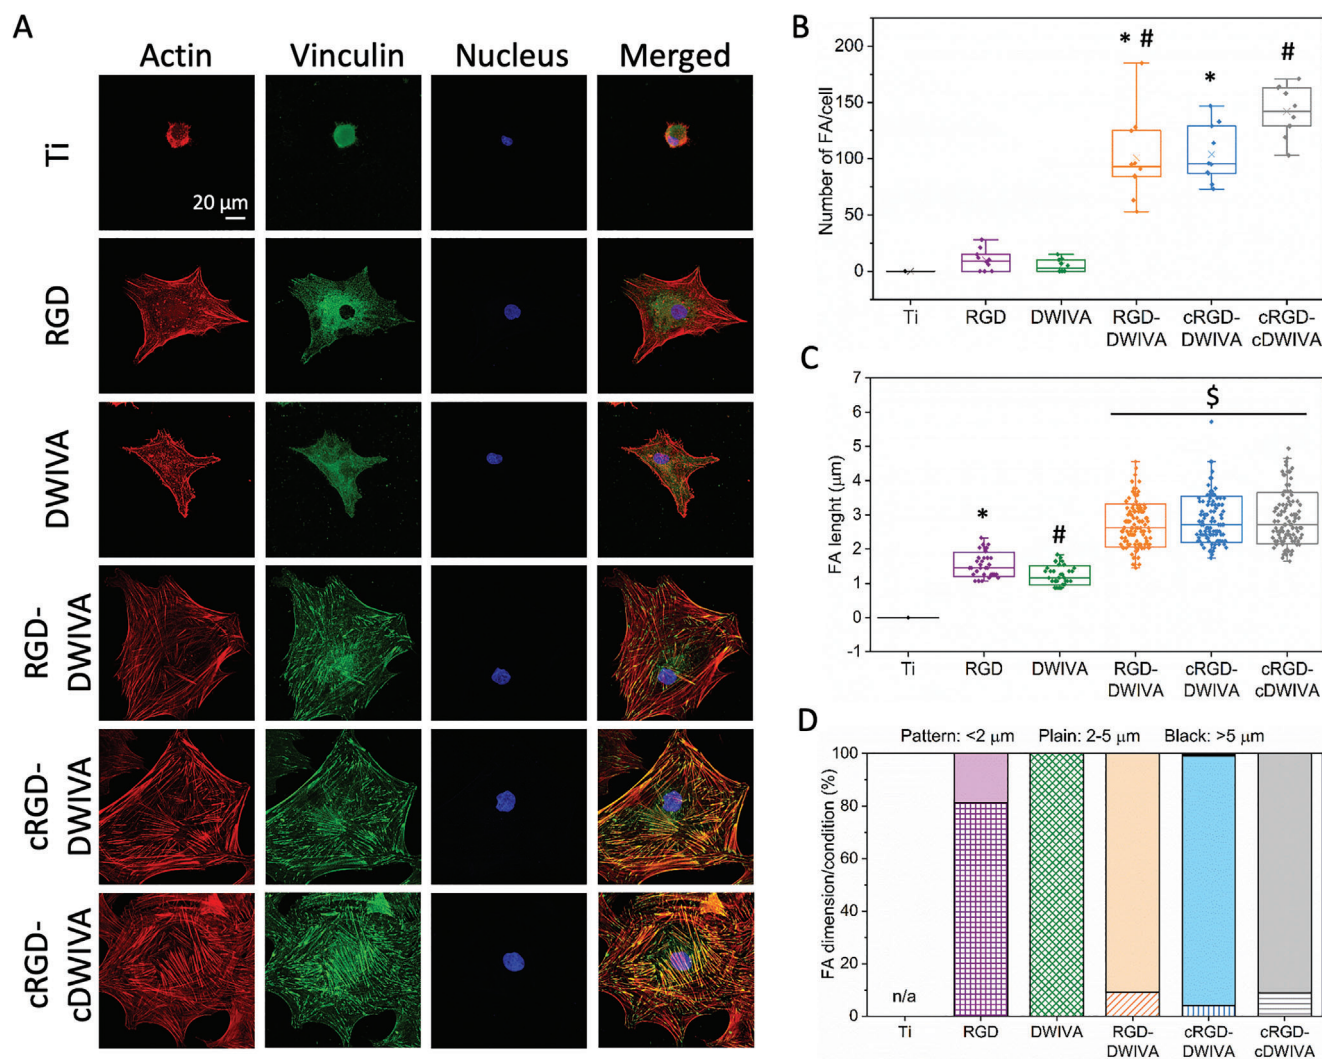 A
Actin Vinculin Nucleus Merged
Ti
20 μm
RGD
DWIVA
RGD-
DWIVA
cRGD-
DWIVA
cRGD-
cDWIVA
B
Number of FA/cell
200
150
100
50
0
* #
*
#
Ti RGD DWIVA RGD- cRGD- cRGD-
DWIVA DWIVA cDWIVA
C
FA lenght (μm)
7
6
5
4
3
2
1
0
-1
*
#
$
Ti RGD DWIVA RGD- cRGD- cRGD-
DWIVA DWIVA cDWIVA
D
Pattern: <2 μm Plain: 2-5 μm Black: >5 μm
FA dimension/condition (%)
100
80
60
40
20
0
n/a
Ti RGD DWIVA RGD- cRGD- cRGD-
DWIVA DWIVA cDWIVA